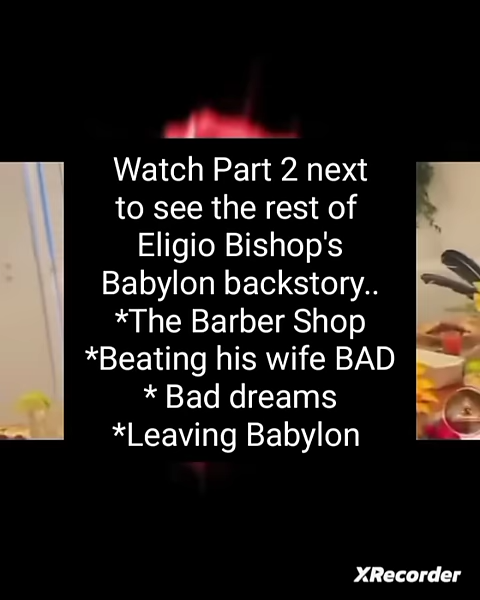 Watch Part 2 next
to see the rest of
Eligio Bishop's
Babylon backstory..
*The Barber Shop
*Beating his wife BAD
* Bad dreams
*Leaving Babylon
XRecorder